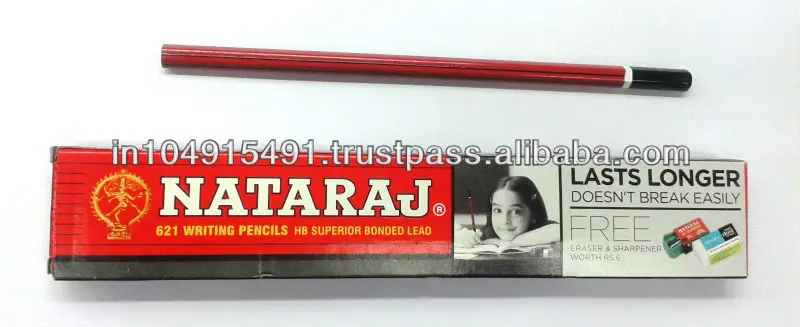 in104915491.trustpass.alibaba.com
NATARAJ®
621 WRITING PENCILS HB SUPERIOR BONDED LEAD
LASTS LONGER
DOESN'T BREAK EASILY
FREE
ERASER & SHARPENER
WORTH RS.6